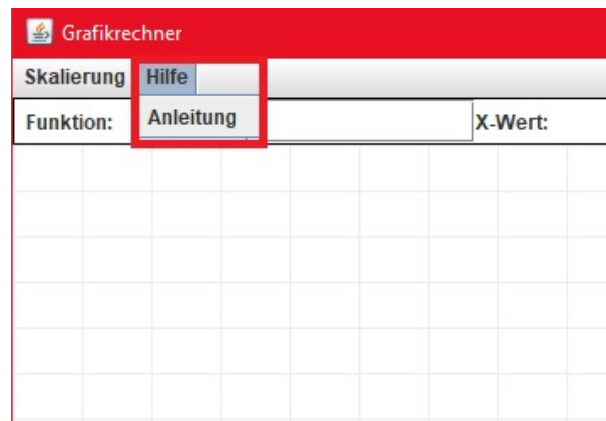 Grafikrechner
Skalierung Hilfe
Anleitung
Funktion: X-Wert: